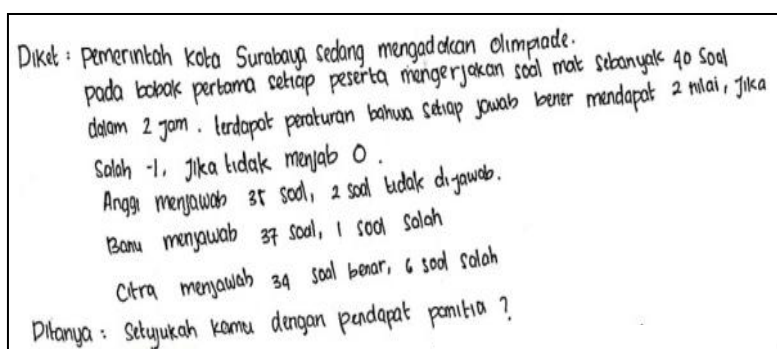 Diket : Pemerintah Kota Surabaya sedang mengadakan Olimpiade.
pada babak pertama setiap peserta mengerjakan soal mat sebanyak 40 soal
dalam 2 jam. terdapat peraturan bahwa setiap jawab bener mendapat 2 nilai, Jika
Salah -1, Jika tidak menjab 0.
Anggi menjawab 35 soal, 2 soal tidak di-jawab.
Banu menjawab 37 soal, 1 soal salah
Citra menjawab 34 soal benar, 6 soal salah
Ditanya : Setujukah kamu dengan pendapat panitia ?